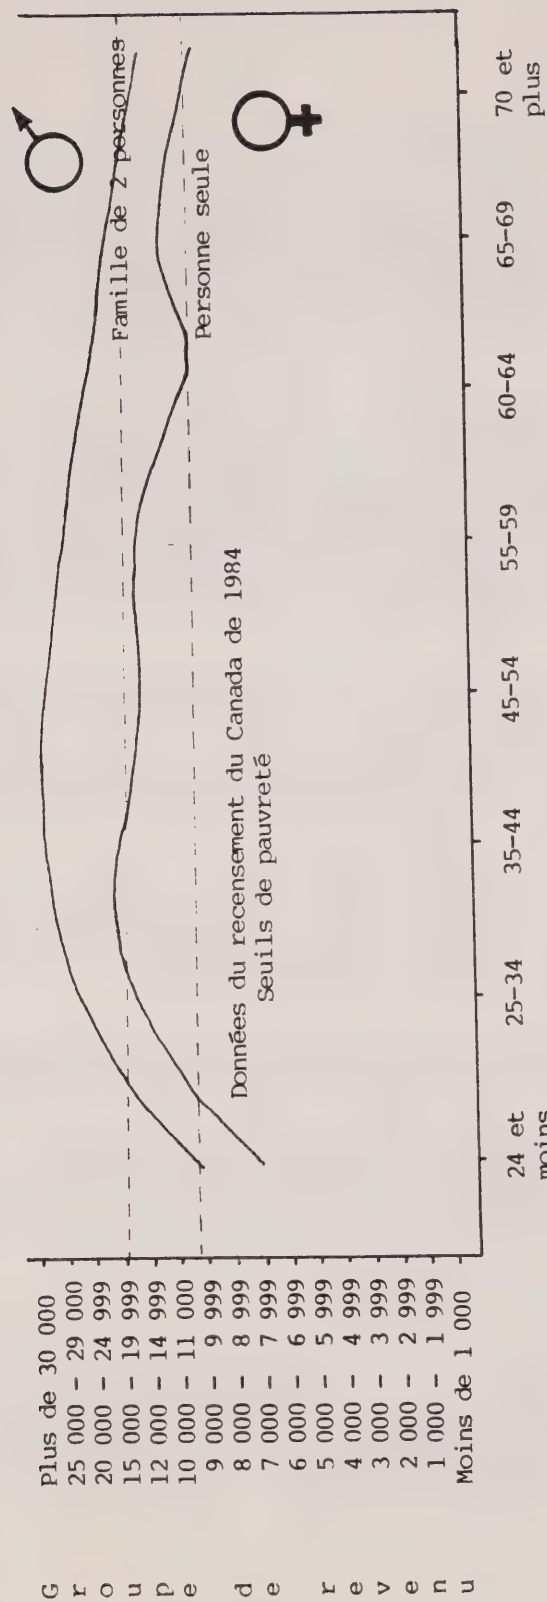 Groupe de revenu
Plus de 30 000
25 000 - 29 000
20 000 - 24 999
15 000 - 19 999
12 000 - 14 999
10 000 - 11 000
9 000 - 9 999
8 000 - 8 999
7 000 - 7 999
6 000 - 6 999
5 000 - 5 999
4 000 - 4 999
3 000 - 3 999
2 000 - 2 999
1 000 - 1 999
Moins de 1 000
Famille de 2 personnes
Personne seule
Données du recensement du Canada de 1984
Seuils de pauvreté
24 et
moins
25-34
35-44
45-54
55-59
60-64
65-69
70 et
plus